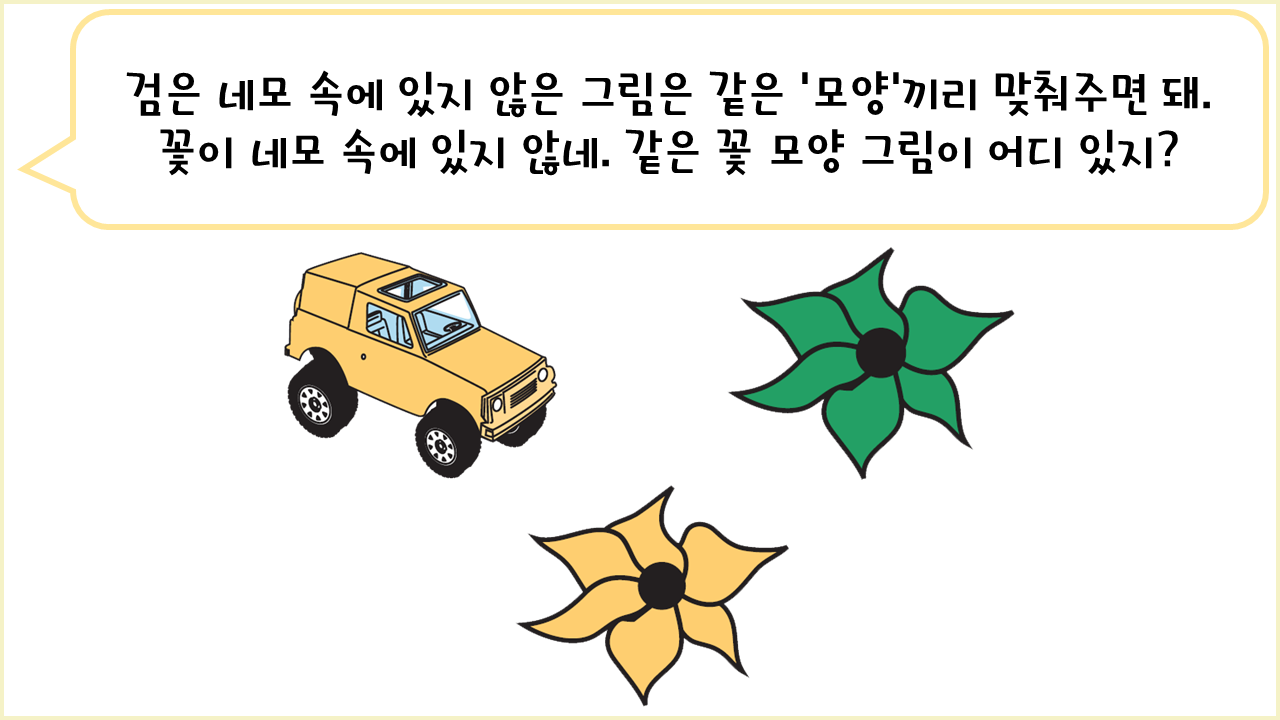 검은 네모 속에 있지 않은 그림은 같은 '모양'끼리 맞춰주면 돼.
꽃이 네모 속에 있지 않네. 같은 꽃 모양 그림이 어디 있지?